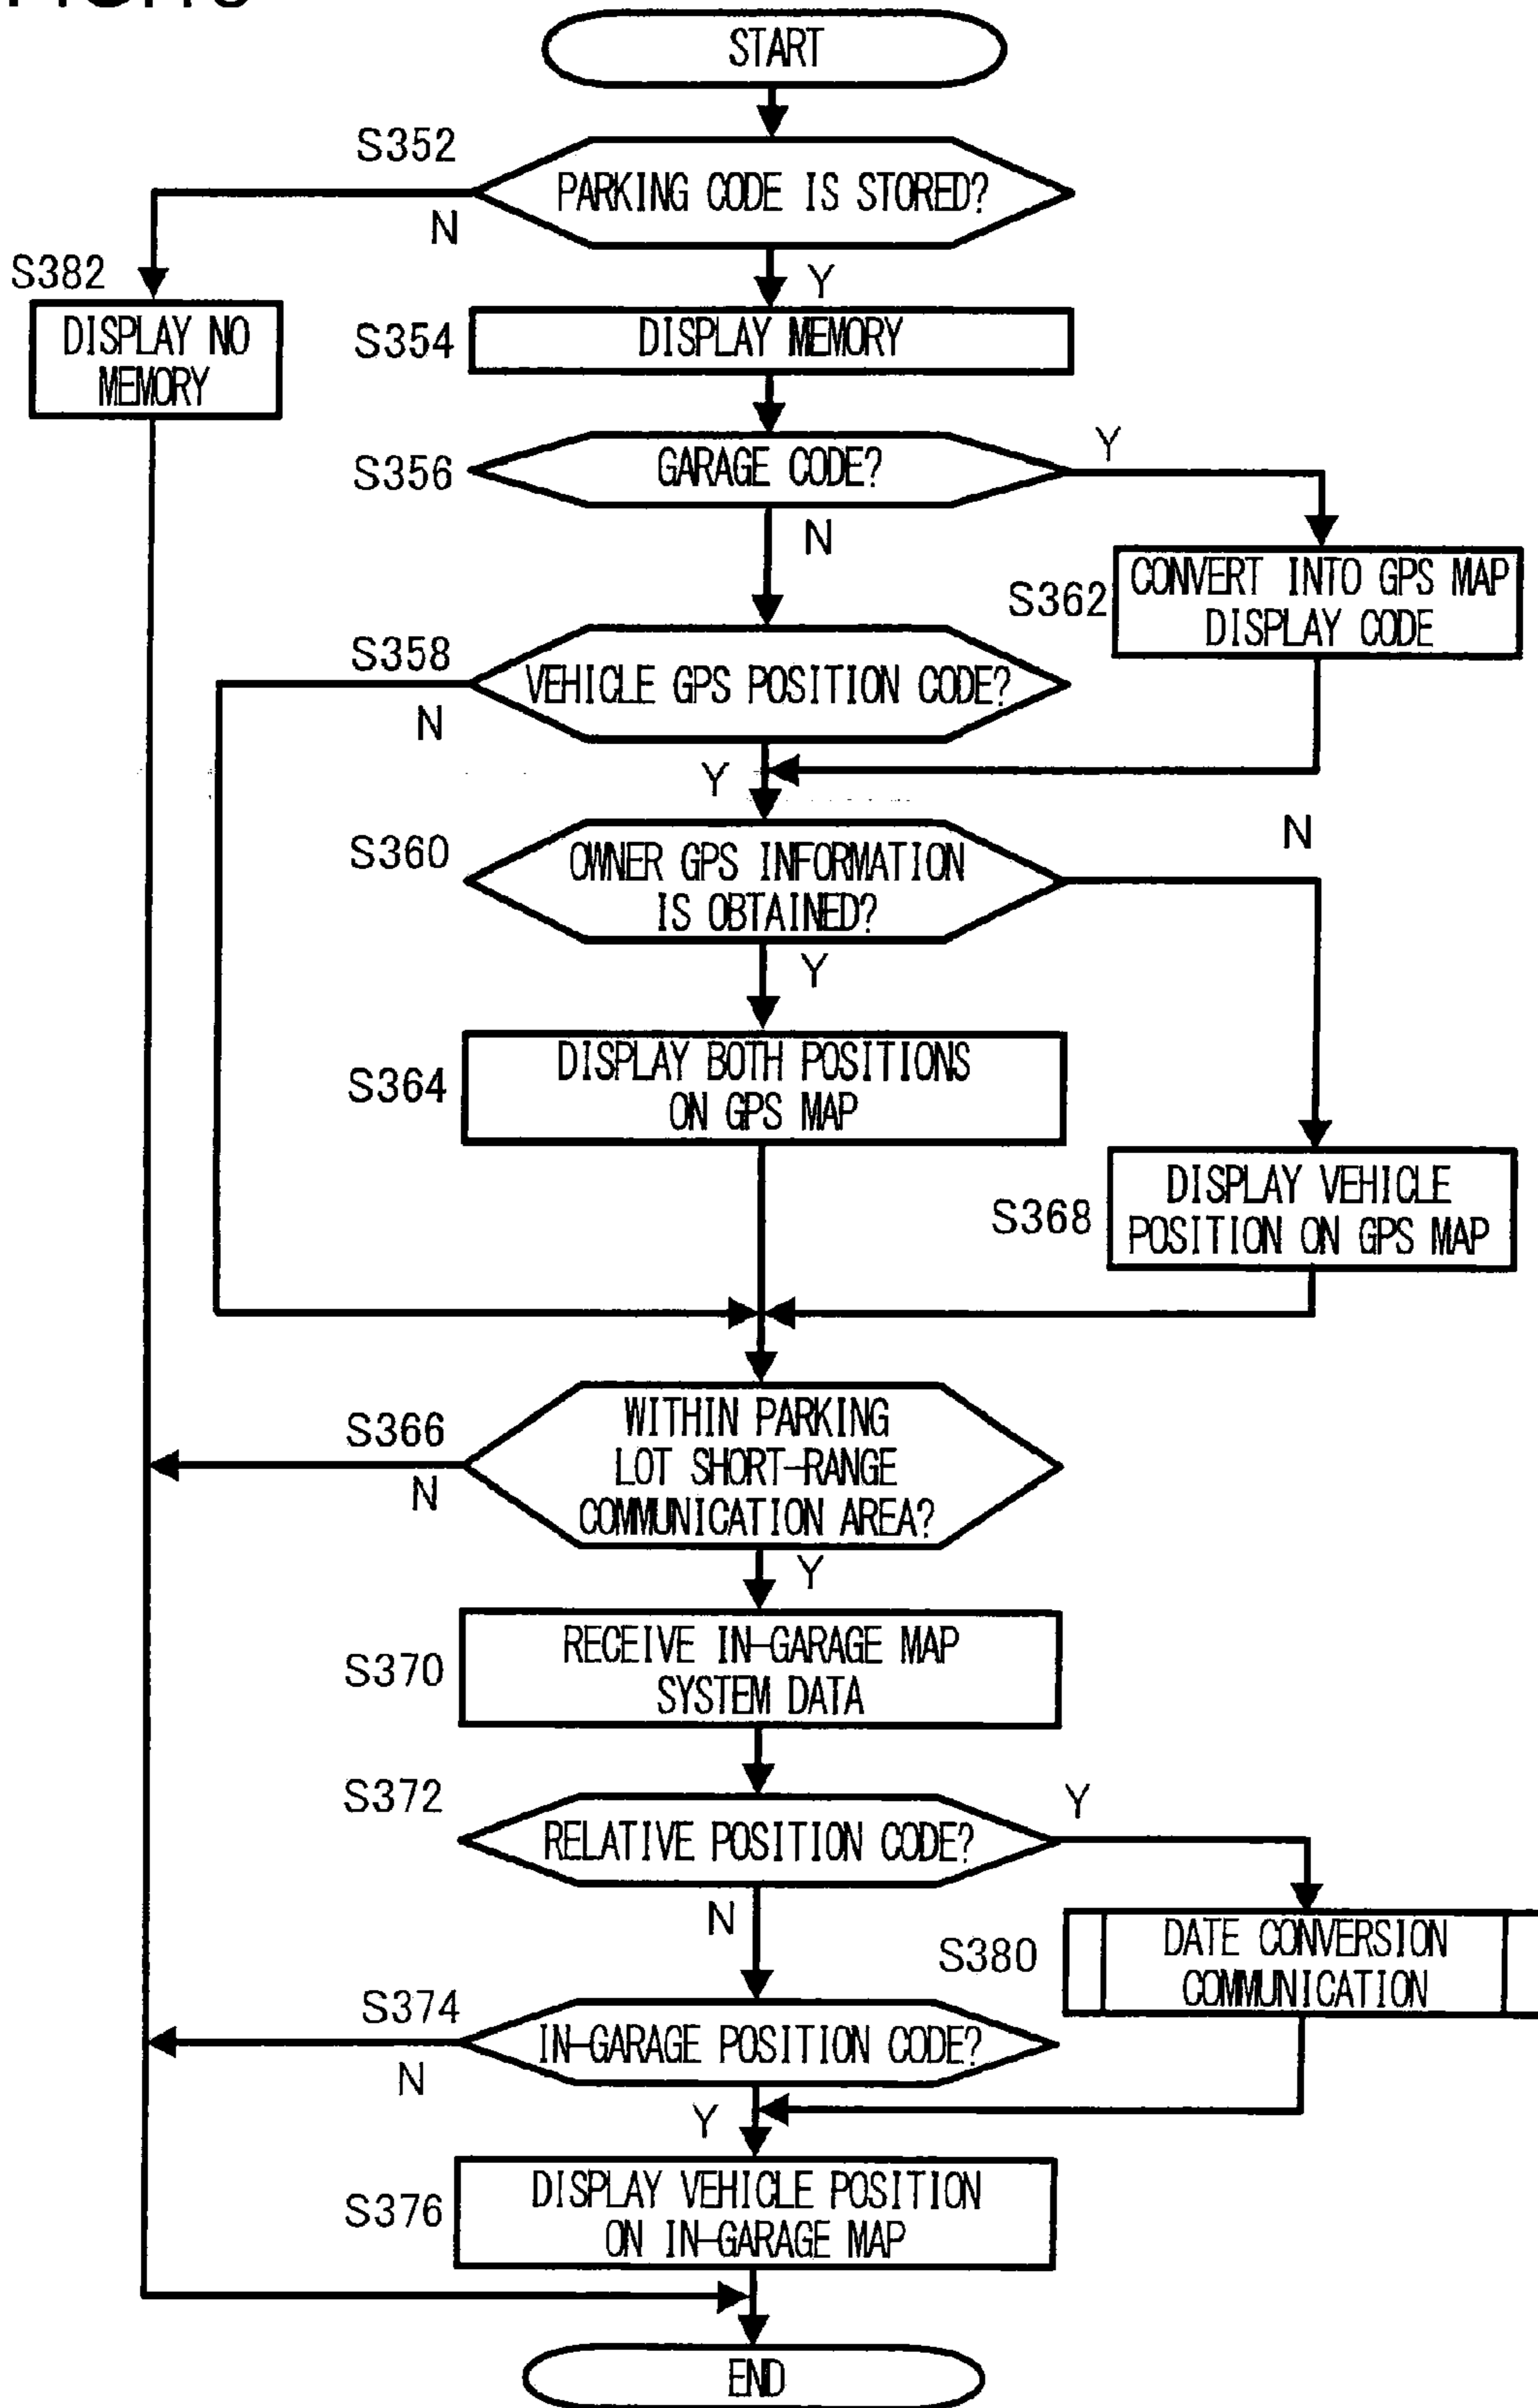 START
S352
PARKING CODE IS STORED?
N
Y
S382
DISPLAY NO
MEMORY
S354
DISPLAY MEMORY
S356
GARAGE CODE?
Y
N
S362
CONVERT INTO GPS MAP
DISPLAY CODE
S358
VEHICLE GPS POSITION CODE?
N
Y
S360
OWNER GPS INFORMATION
IS OBTAINED?
N
Y
S364
DISPLAY BOTH POSITIONS
ON GPS MAP
S368
DISPLAY VEHICLE
POSITION ON GPS MAP
S366
WITHIN PARKING
LOT SHORT-RANGE
COMMUNICATION AREA?
N
Y
S370
RECEIVE IN-GARAGE MAP
SYSTEM DATA
S372
RELATIVE POSITION CODE?
Y
N
S380
DATE CONVERSION
COMMUNICATION
S374
IN-GARAGE POSITION CODE?
N
Y
S376
DISPLAY VEHICLE POSITION
ON IN-GARAGE MAP
END